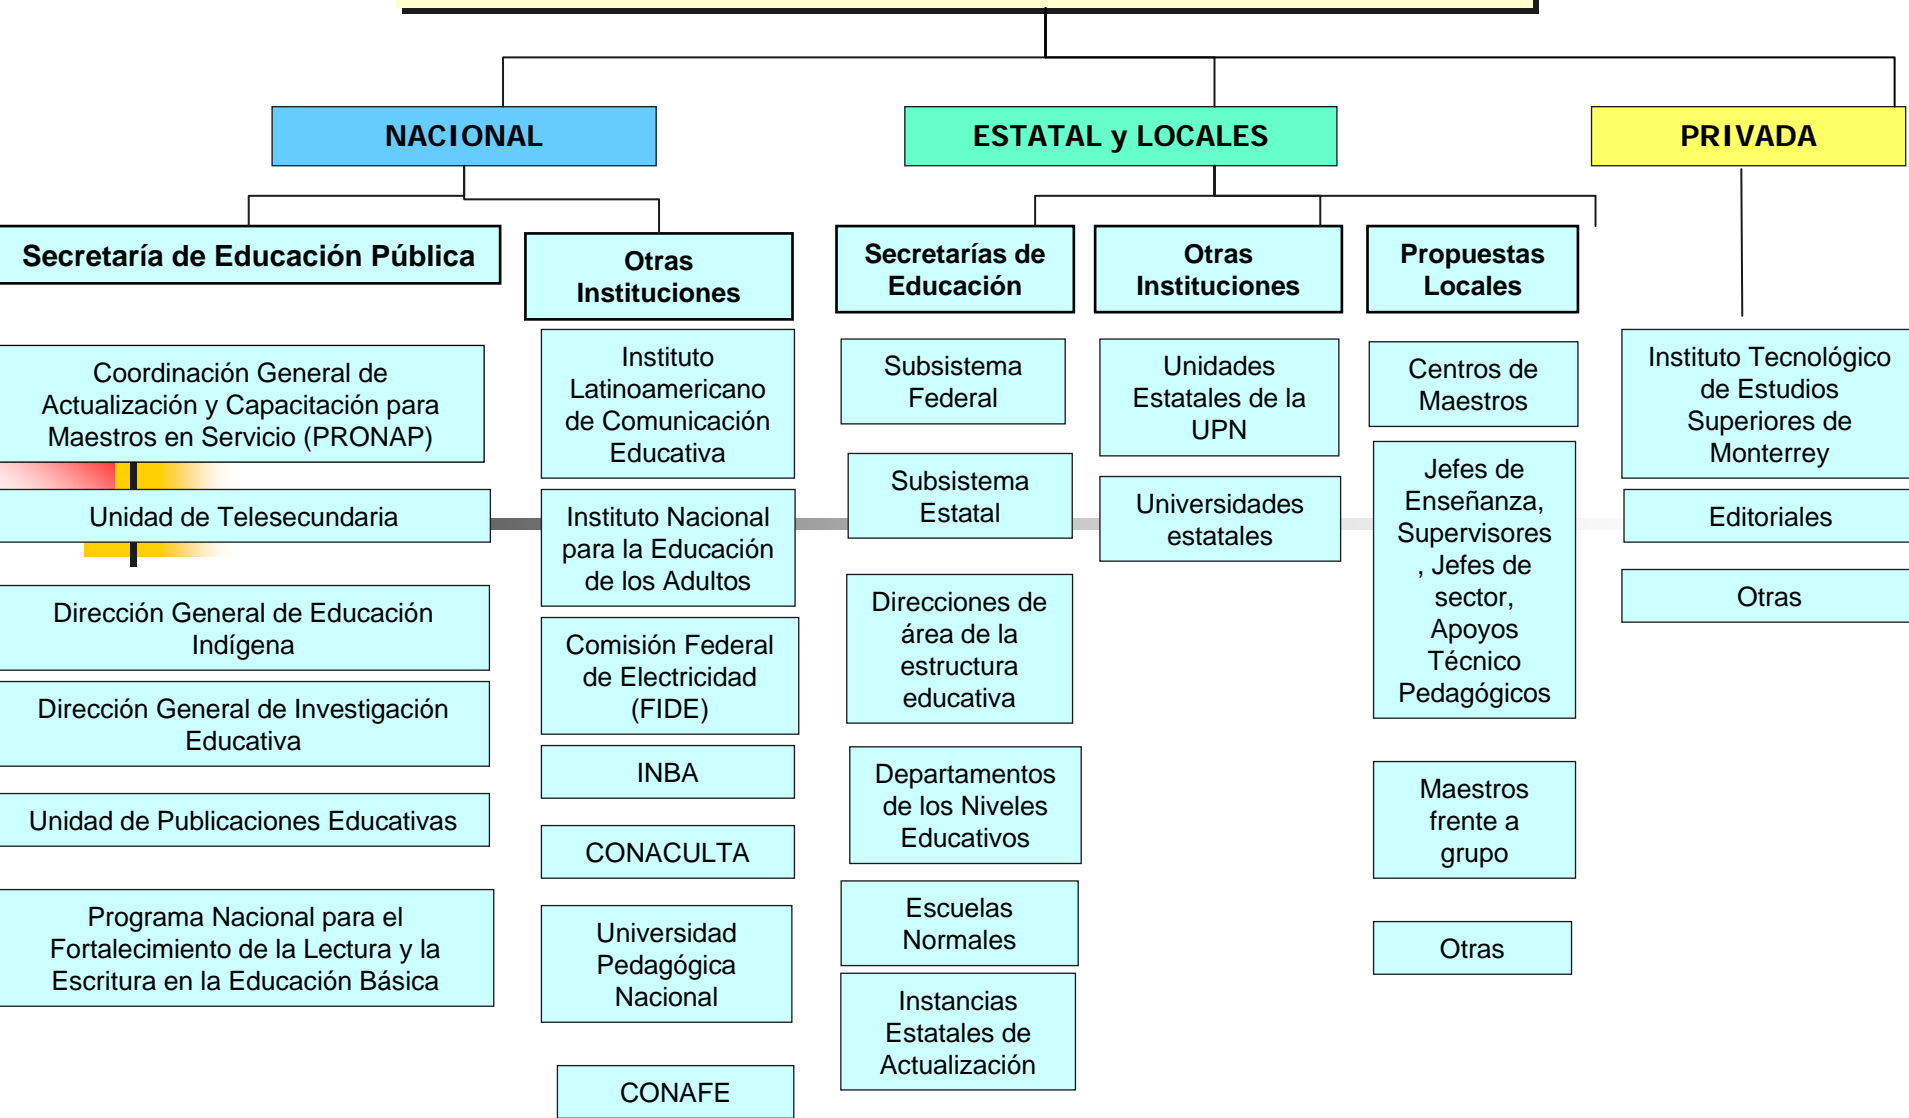 NACIONAL
ESTATAL y LOCALES
PRIVADA
Secretaría de Educación Pública
Coordinación General de
Actualización y Capacitación para
Maestros en Servicio (PRONAP)
Unidad de Telesecundaria
Dirección General de Educación
Indígena
Dirección General de Investigación
Educativa
Unidad de Publicaciones Educativas
Programa Nacional para el
Fortalecimiento de la Lectura y la
Escritura en la Educación Básica
Otras
Instituciones
Instituto
Latinoamericano
de Comunicación
Educativa
Instituto Nacional
para la Educación
de los Adultos
Comisión Federal
de Electricidad
(FIDE)
INBA
CONACULTA
Universidad
Pedagógica
Nacional
CONAFE
Secretarías de
Educación
Subsistema
Federal
Subsistema
Estatal
Direcciones de
área de la
estructura
educativa
Departamentos
de los Niveles
Educativos
Escuelas
Normales
Instancias
Estatales de
Actualización
Otras
Instituciones
Unidades
Estatales de la
UPN
Universidades
estatales
Propuestas
Locales
Centros de
Maestros
Jefes de
Enseñanza,
Supervisores
, Jefes de
sector,
Apoyos
Técnico
Pedagógicos
Maestros
frente a
grupo
Otras
Instituto Tecnológico
de Estudios
Superiores de
Monterrey
Editoriales
Otras